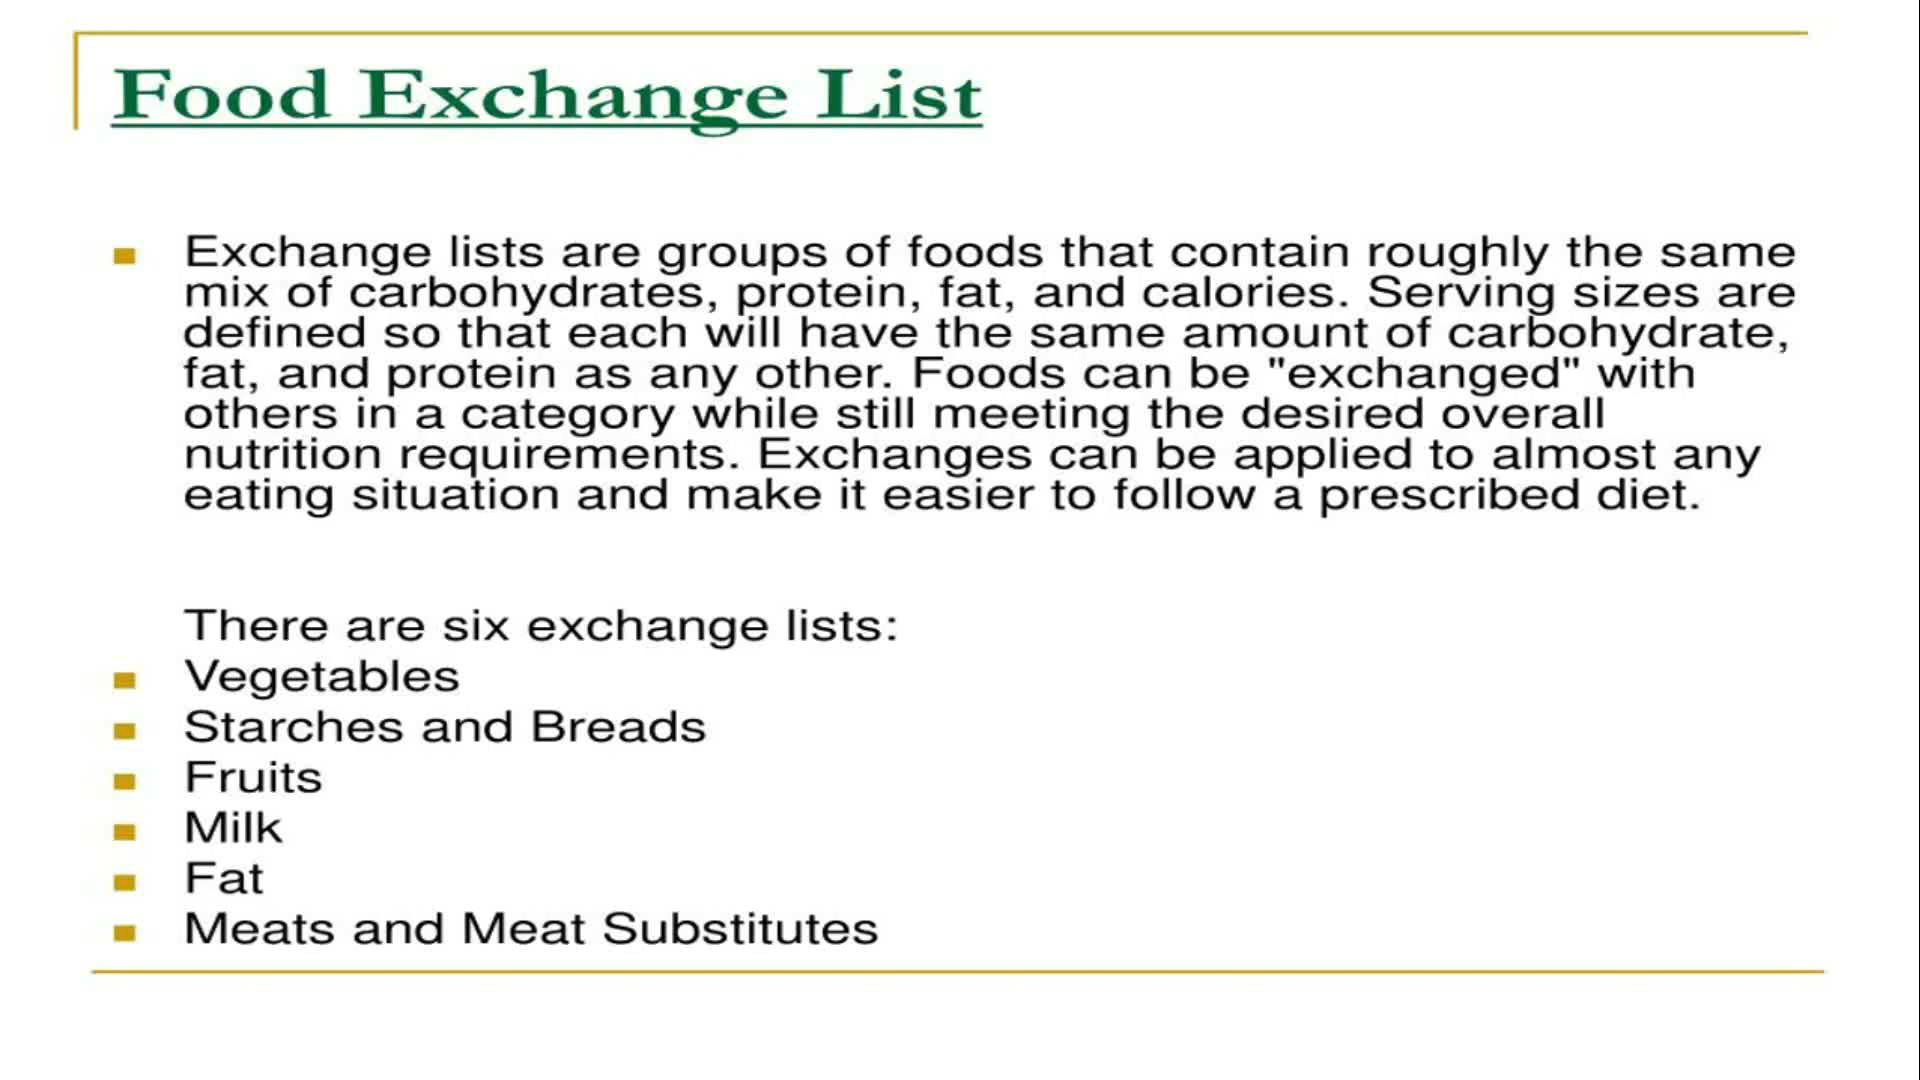 Food Exchange List
Exchange lists are groups of foods that contain roughly the same
mix of carbohydrates, protein, fat, and calories. Serving sizes are
defined so that each will have the same amount of carbohydrate,
fat, and protein as any other. Foods can be "exchanged" with
others in a category while still meeting the desired overall
nutrition requirements. Exchanges can be applied to almost any
eating situation and make it easier to follow a prescribed diet.
There are six exchange lists:
Vegetables
Starches and Breads
Fruits
Milk
Fat
Meats and Meat Substitutes